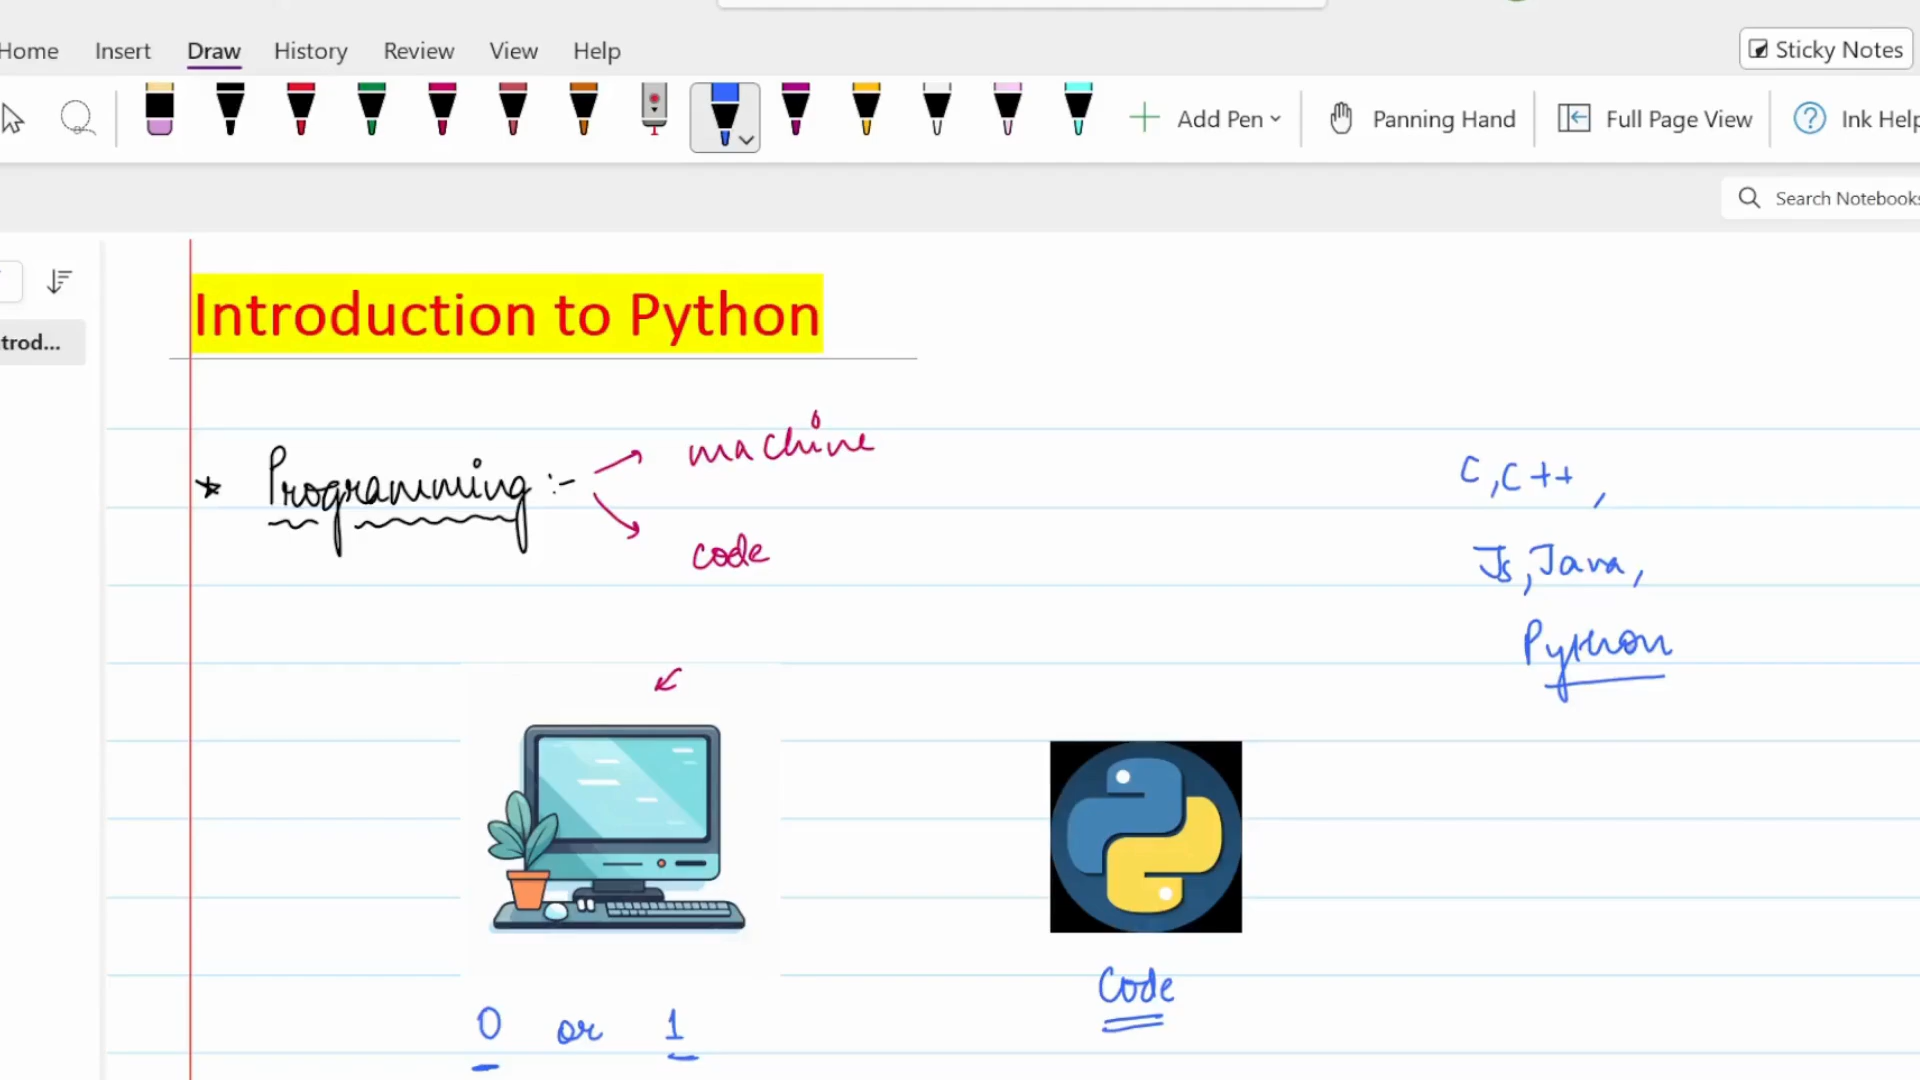 Home Insert Draw History Review View Help
Sticky Notes
Add Pen Panning Hand Full Page View Ink Help
Search Notebooks
trod...
Introduction to Python
Programming :-
machine
code
C, C++,
Js, Java,
Python
Code
0 or 1